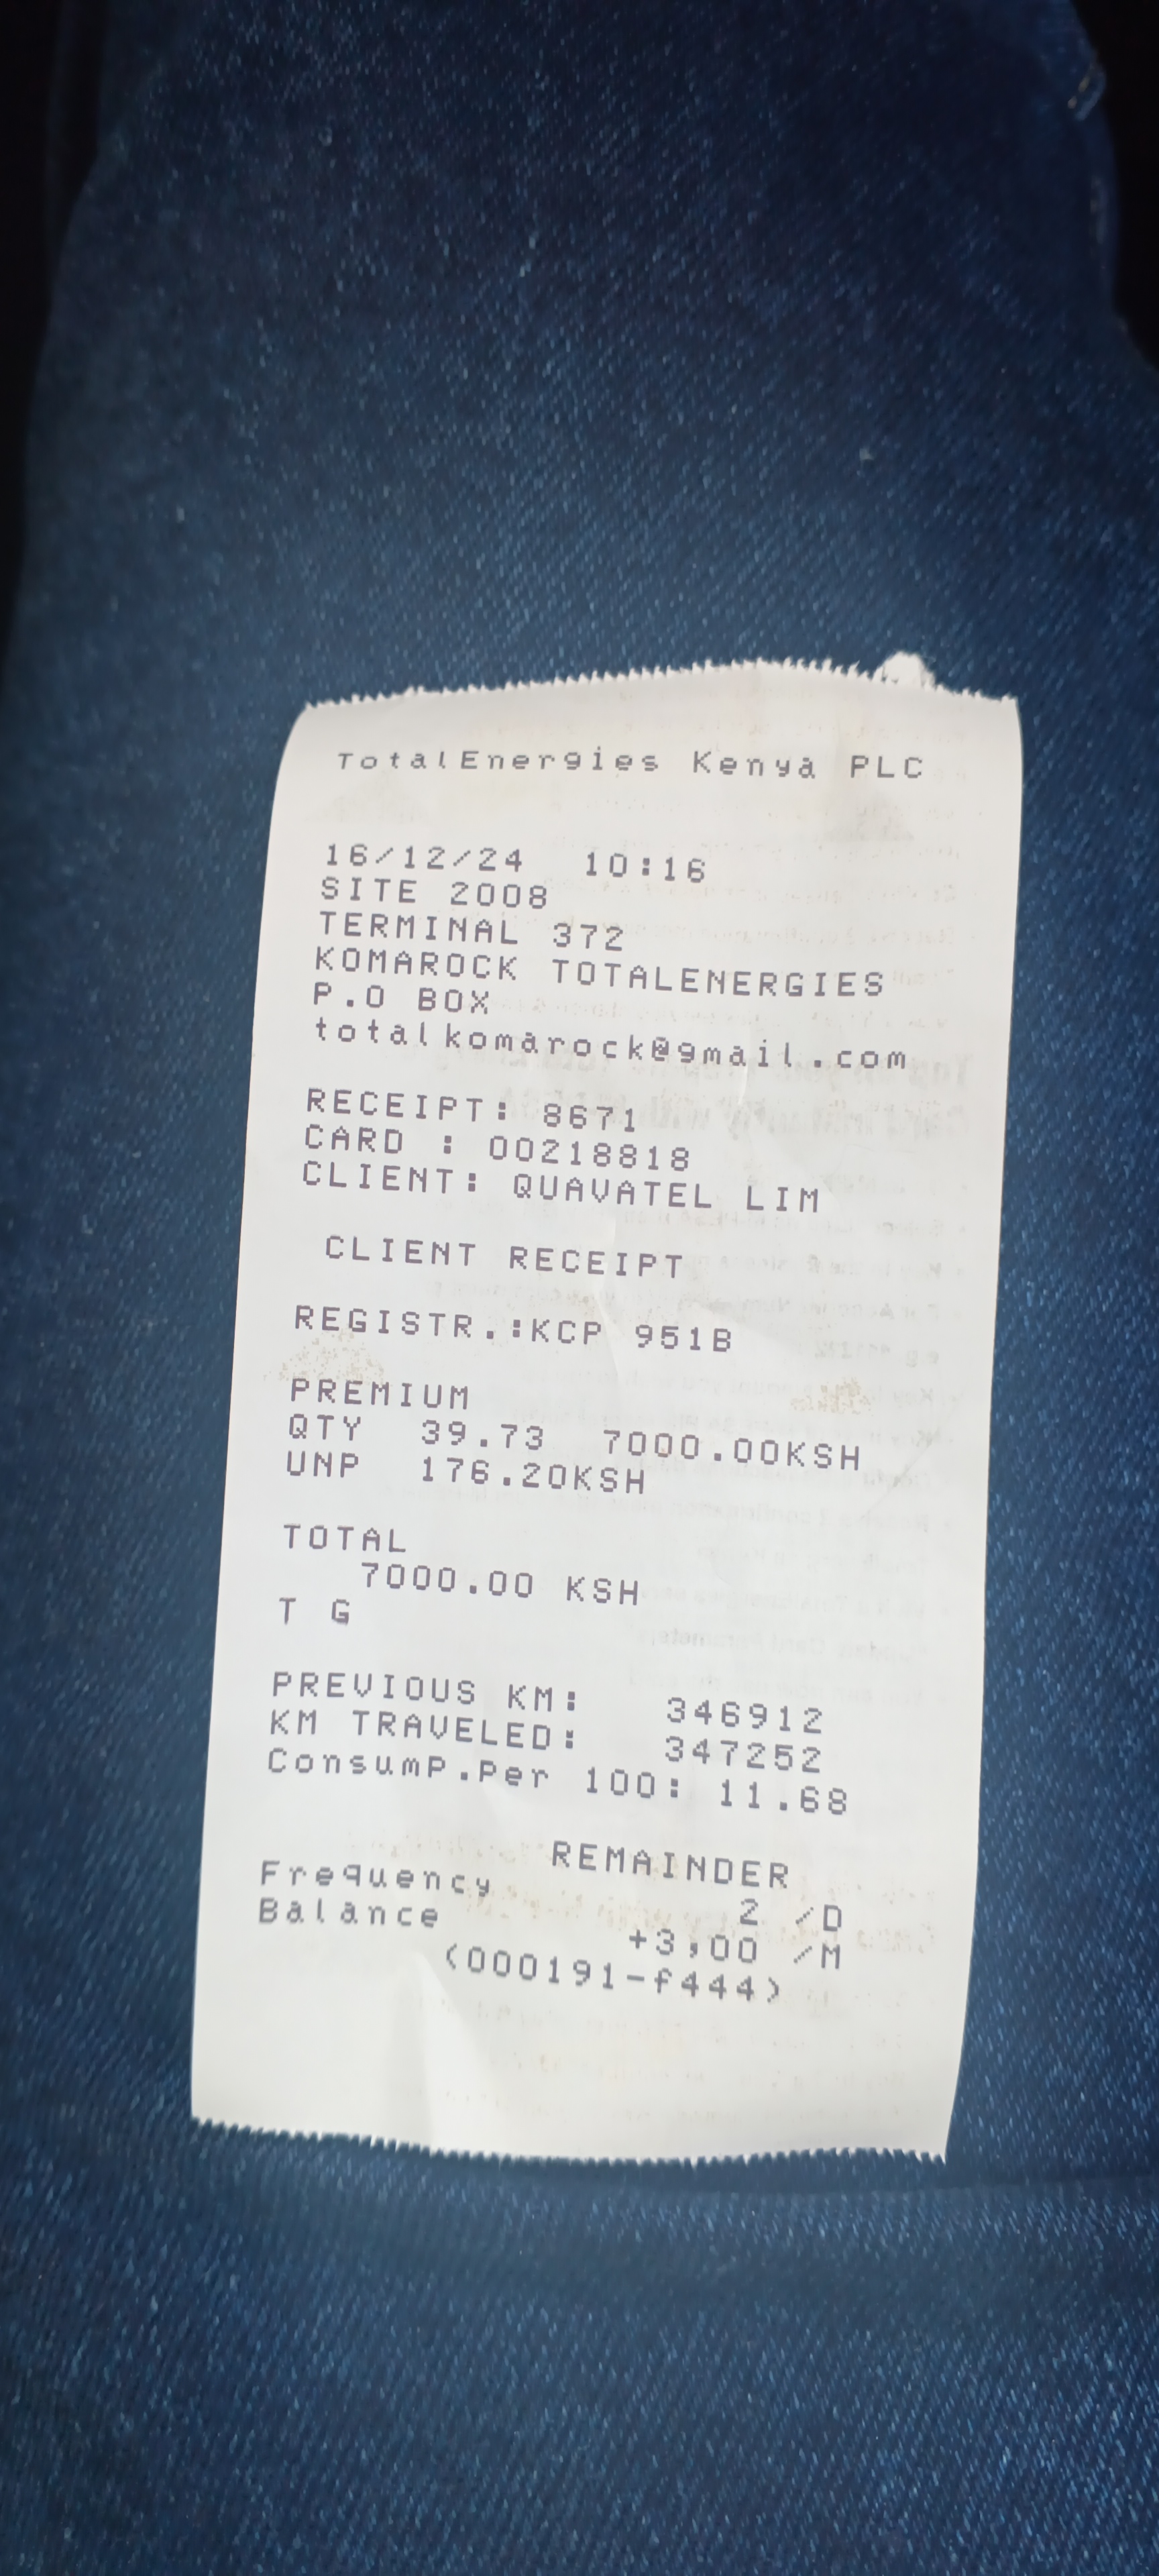 TotalEnergies Kenya PLC
16/12/24 10:16
SITE 2008
TERMINAL 372
KOMAROCK TOTALENERGIES
P.O BOX
totalkomarock@gmail.com
RECEIPT: 8671
CARD : 00218818
CLIENT: QUAVATEL LIM
CLIENT RECEIPT
REGISTR.:KCP 951B
PREMIUM
QTY 39.73 7000.00KSH
UNP 176.20KSH
TOTAL
7000.00 KSH
T G
PREVIOUS KM: 346912
KM TRAVELED: 347252
Consump.Per 100: 11.68
REMAINDER
Frequency 2 /D
Balance +3,00 /M
(000191-f444)